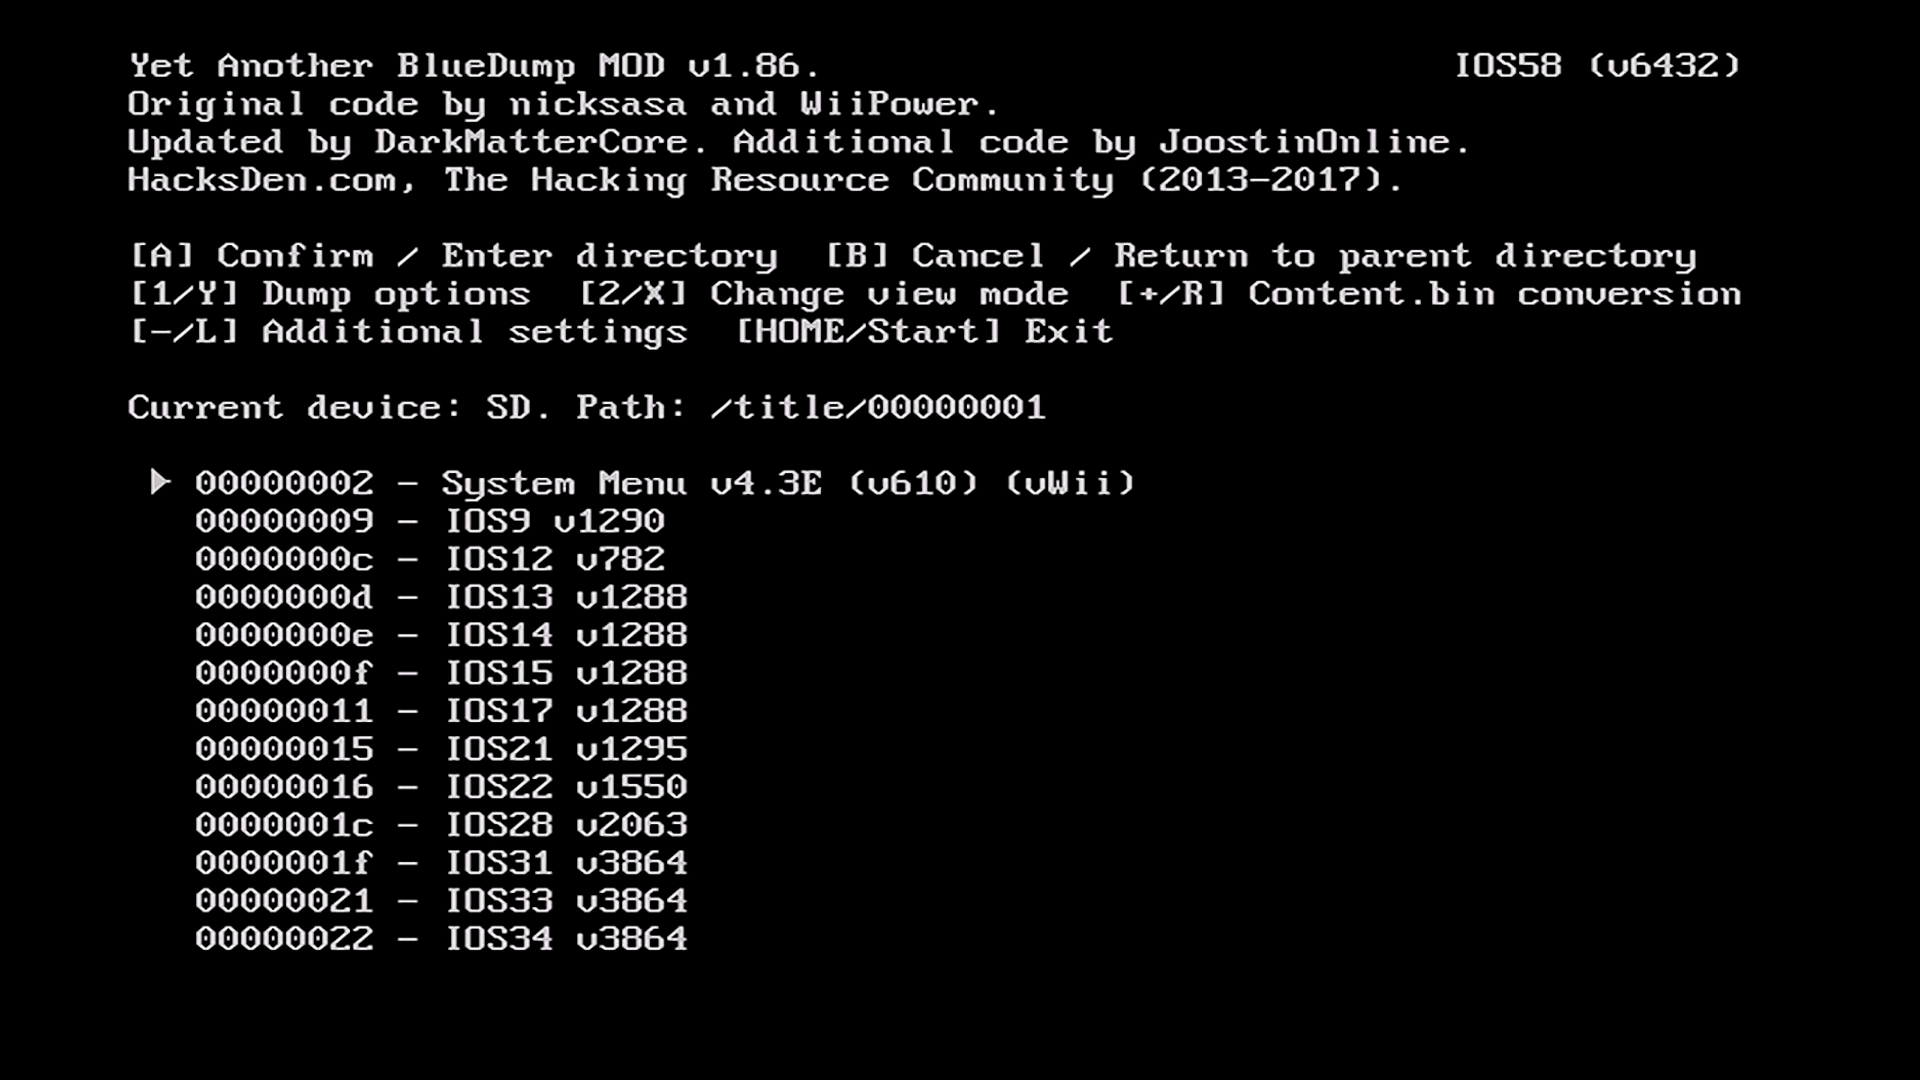 Yet Another BlueDump MOD v1.86. IOS58 (v6432)
Original code by nicksasa and WiiPower.
Updated by DarkMatterCore. Additional code by JoostinOnline.
HacksDen.com, The Hacking Resource Community (2013-2017).
[A] Confirm / Enter directory [B] Cancel / Return to parent directory
[1/Y] Dump options [2/X] Change view mode [+/R] Content.bin conversion
[-/L] Additional settings [HOME/Start] Exit
Current device: SD. Path: /title/00000001
00000002 - System Menu v4.3E (v610) (vWii)
00000009 - IOS9 v1290
0000000c - IOS12 v782
0000000d - IOS13 v1288
0000000e - IOS14 v1288
0000000f - IOS15 v1288
00000011 - IOS17 v1288
00000015 - IOS21 v1295
00000016 - IOS22 v1550
0000001c - IOS28 v2063
0000001f - IOS31 v3864
00000021 - IOS33 v3864
00000022 - IOS34 v3864